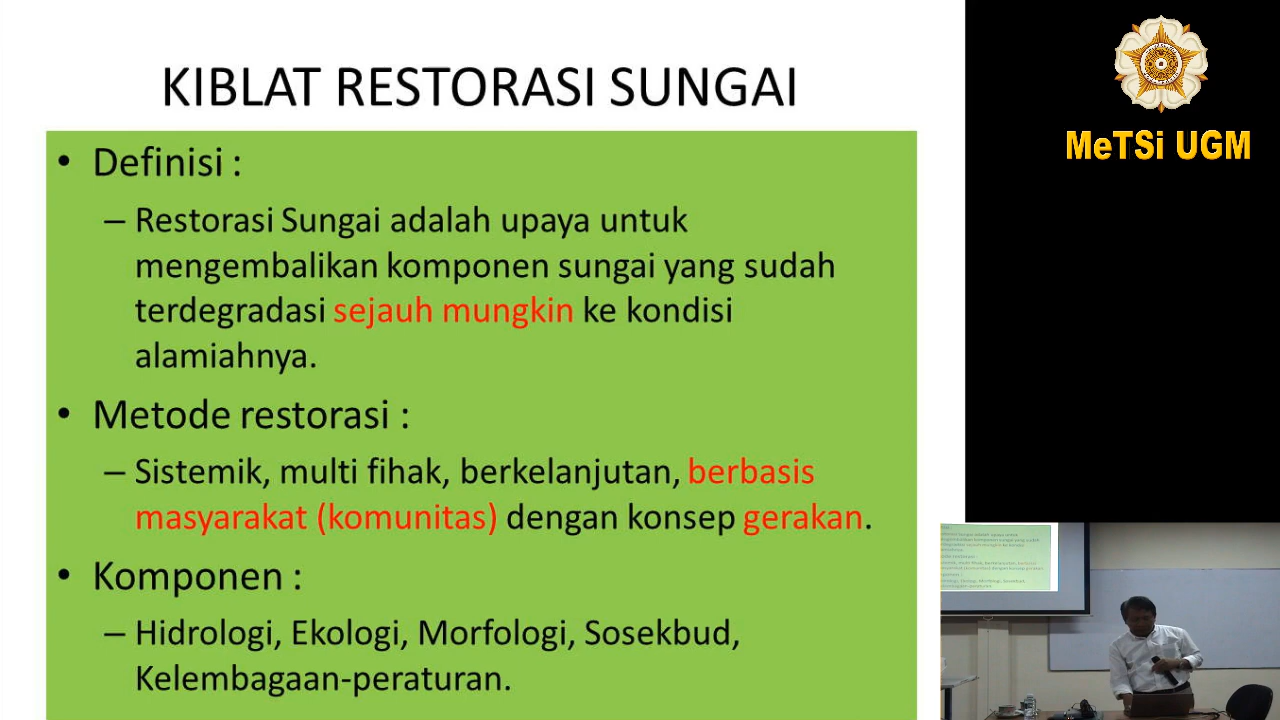 KIBLAT RESTORASI SUNGAI
• Definisi :
– Restorasi Sungai adalah upaya untuk
mengembalikan komponen sungai yang sudah
terdegradasi sejauh mungkin ke kondisi
alamiahnya.
• Metode restorasi :
– Sistemik, multi fihak, berkelanjutan, berbasis
masyarakat (komunitas) dengan konsep gerakan.
• Komponen :
– Hidrologi, Ekologi, Morfologi, Sosekbud,
Kelembagaan-peraturan.
MeTSi UGM